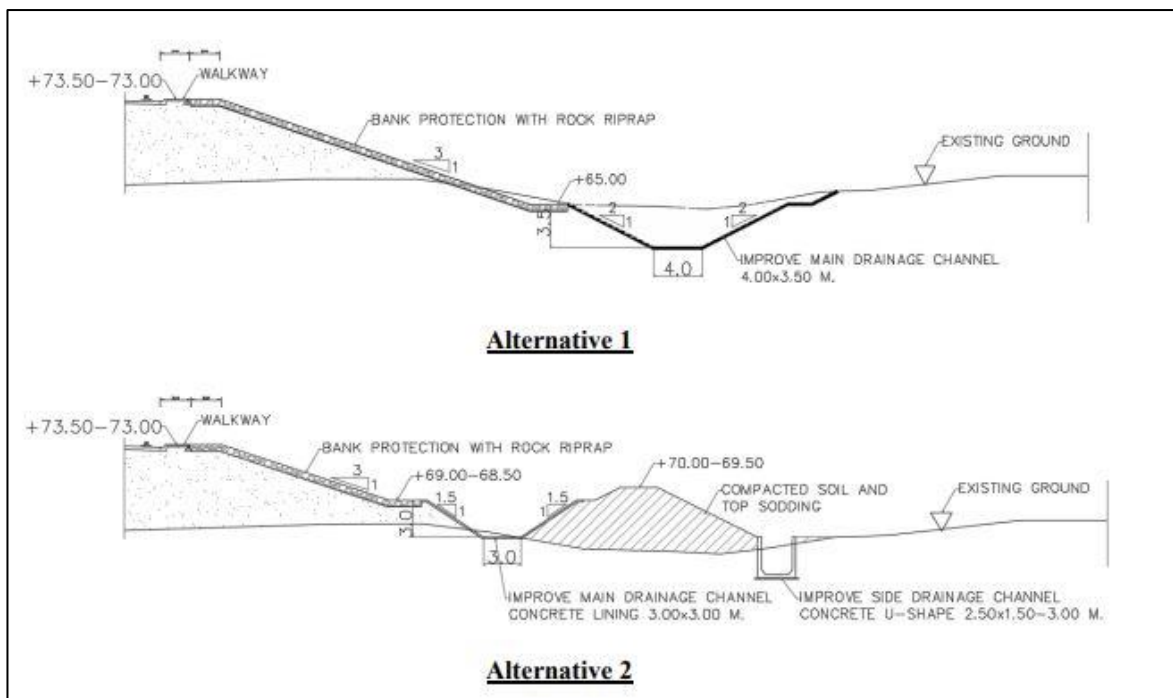 WALKWAY
+73.50-73.00
BANK PROTECTION WITH ROCK RIPRAP
3
1
EXISTING GROUND
+65.00
2
1
2
1
3.5
4.0
IMPROVE MAIN DRAINAGE CHANNEL
4.00x3.50 M.
Alternative 1
WALKWAY
+73.50-73.00
BANK PROTECTION WITH ROCK RIPRAP
3
1
+69.00-68.50
+70.00-69.50
1.5
1
1.5
1
COMPACTED SOIL AND
TOP SODDING
EXISTING GROUND
3.0
3.0
IMPROVE MAIN DRAINAGE CHANNEL
CONCRETE LINING 3.00x3.00 M.
IMPROVE SIDE DRAINAGE CHANNEL
CONCRETE U-SHAPE 2.50x1.50-3.00 M.
Alternative 2